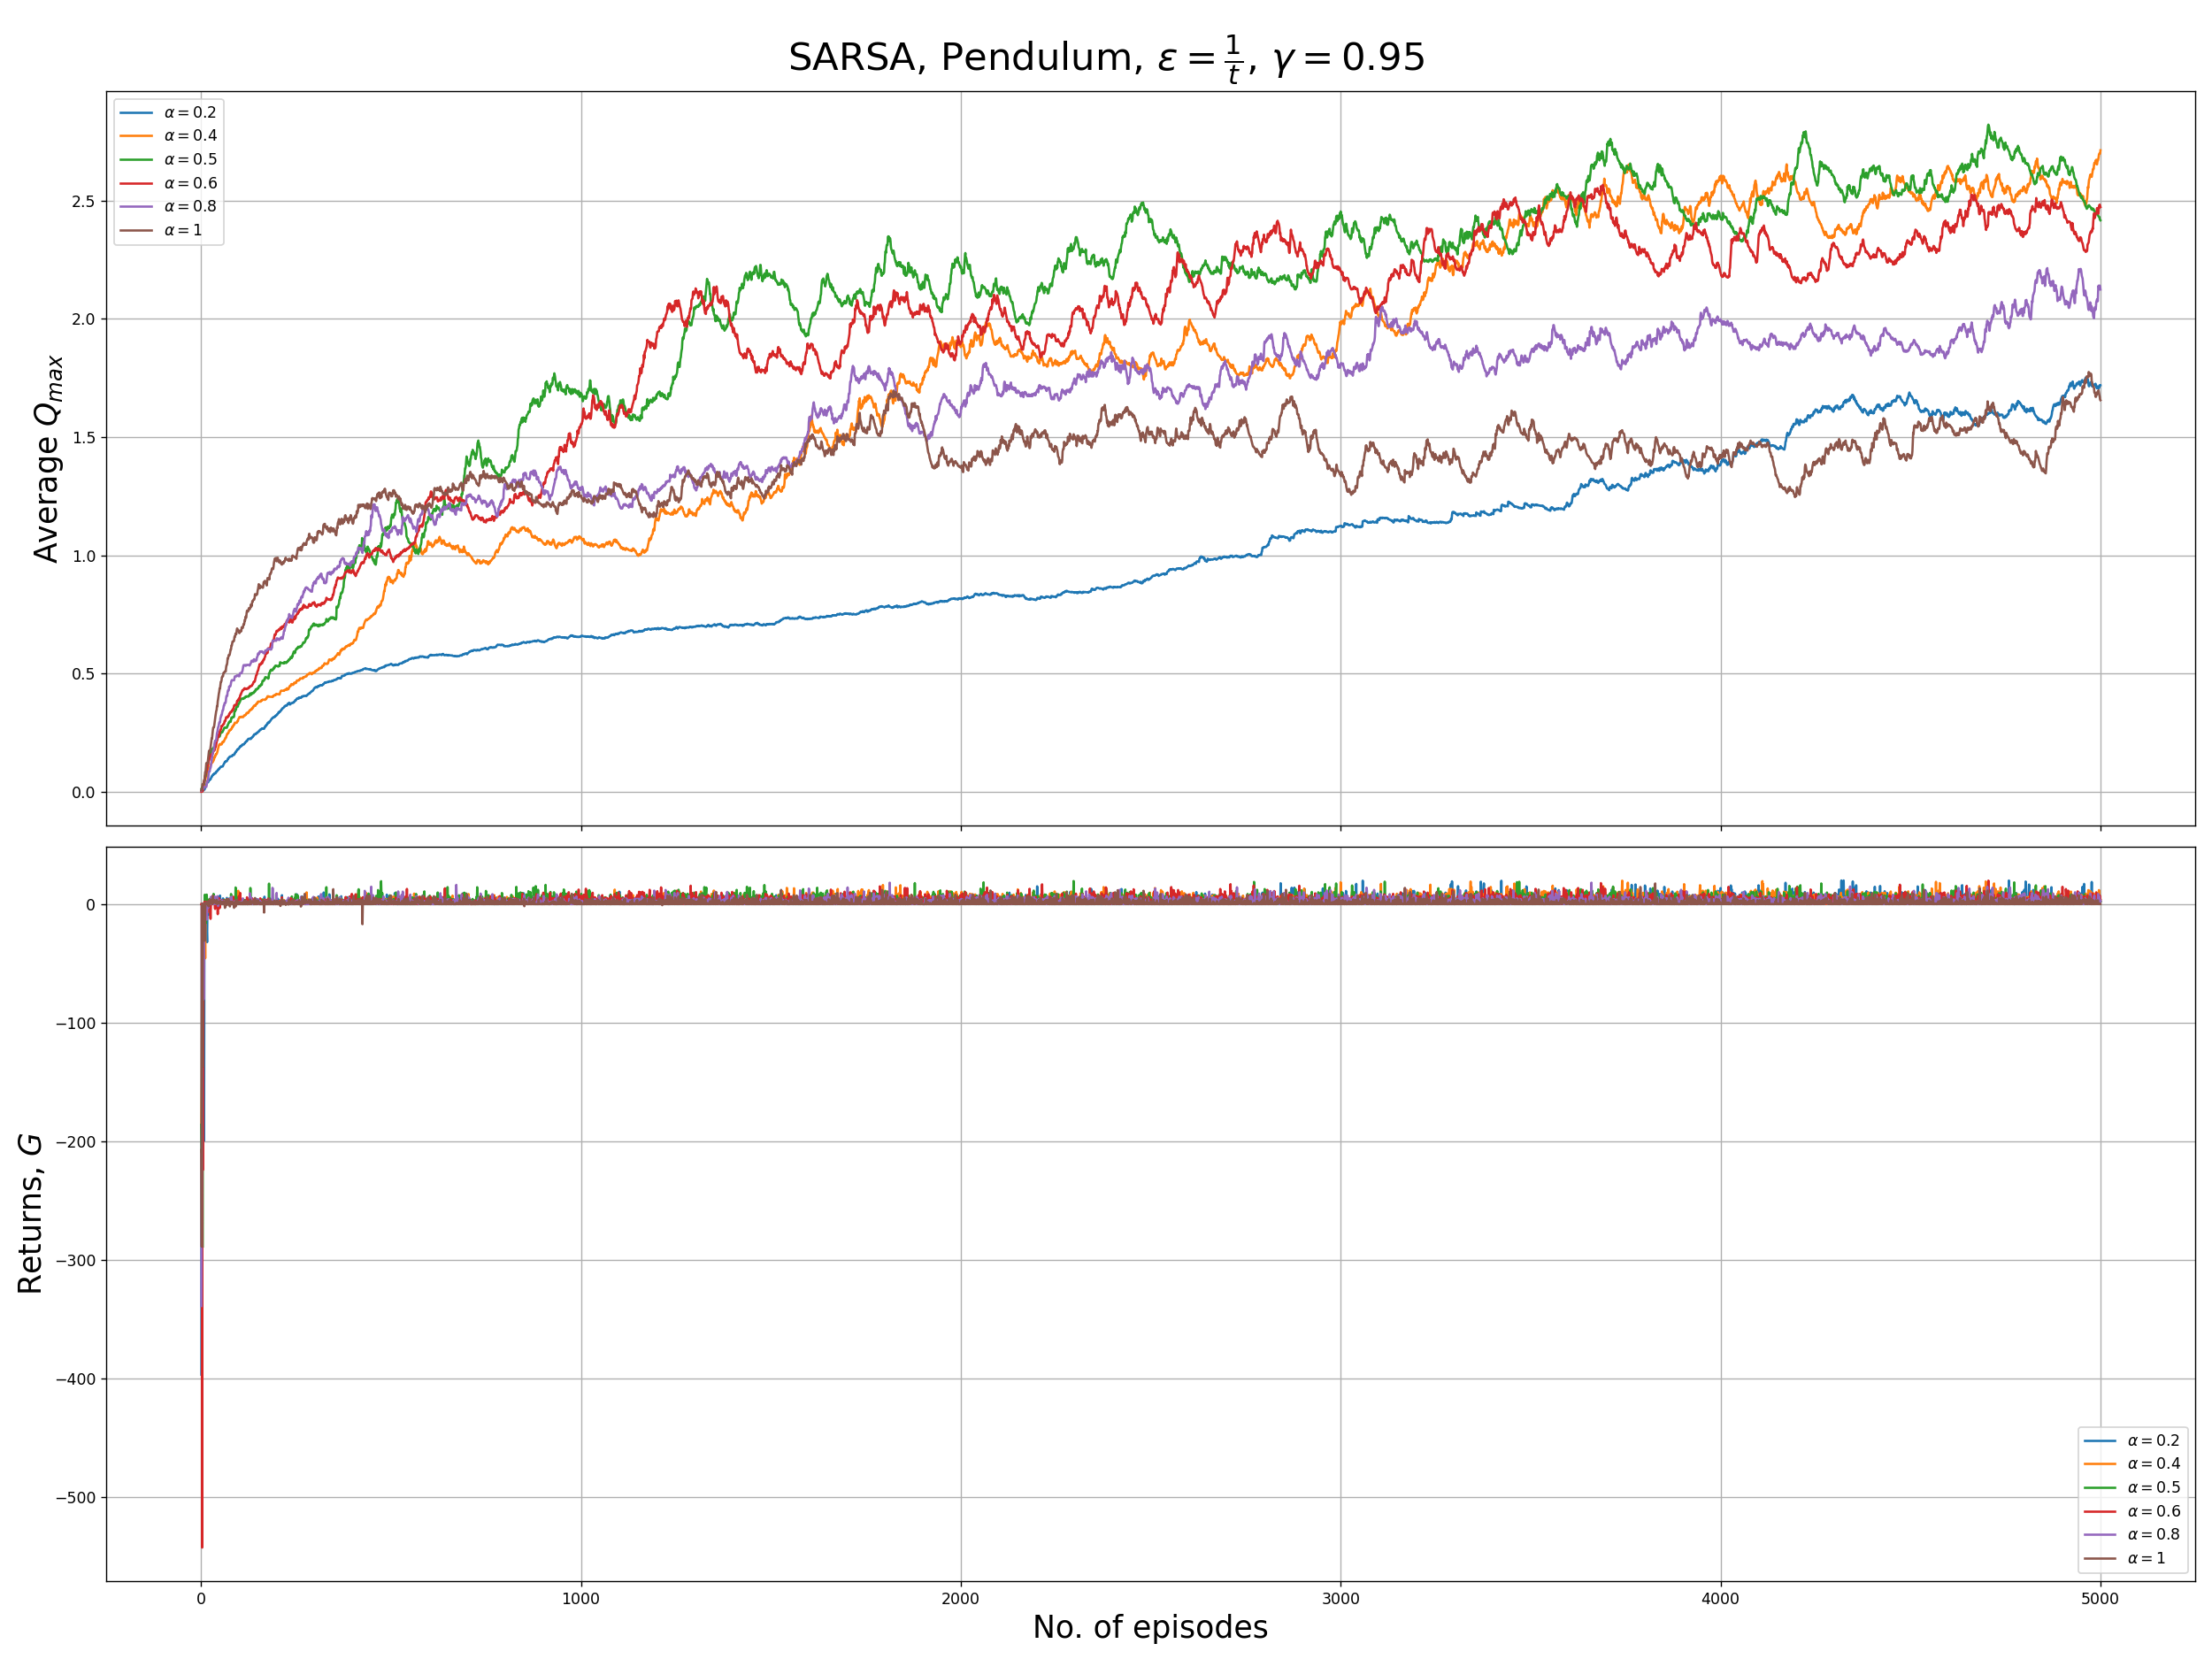 SARSA, Pendulum, ε = 1/t, γ = 0.95
α = 0.2
α = 0.4
α = 0.5
α = 0.6
α = 0.8
α = 1
Average Q_max
2.5
2.0
1.5
1.0
0.5
0.0
Returns, G
0
−100
−200
−300
−400
−500
α = 0.2
α = 0.4
α = 0.5
α = 0.6
α = 0.8
α = 1
0 1000 2000 3000 4000 5000
No. of episodes